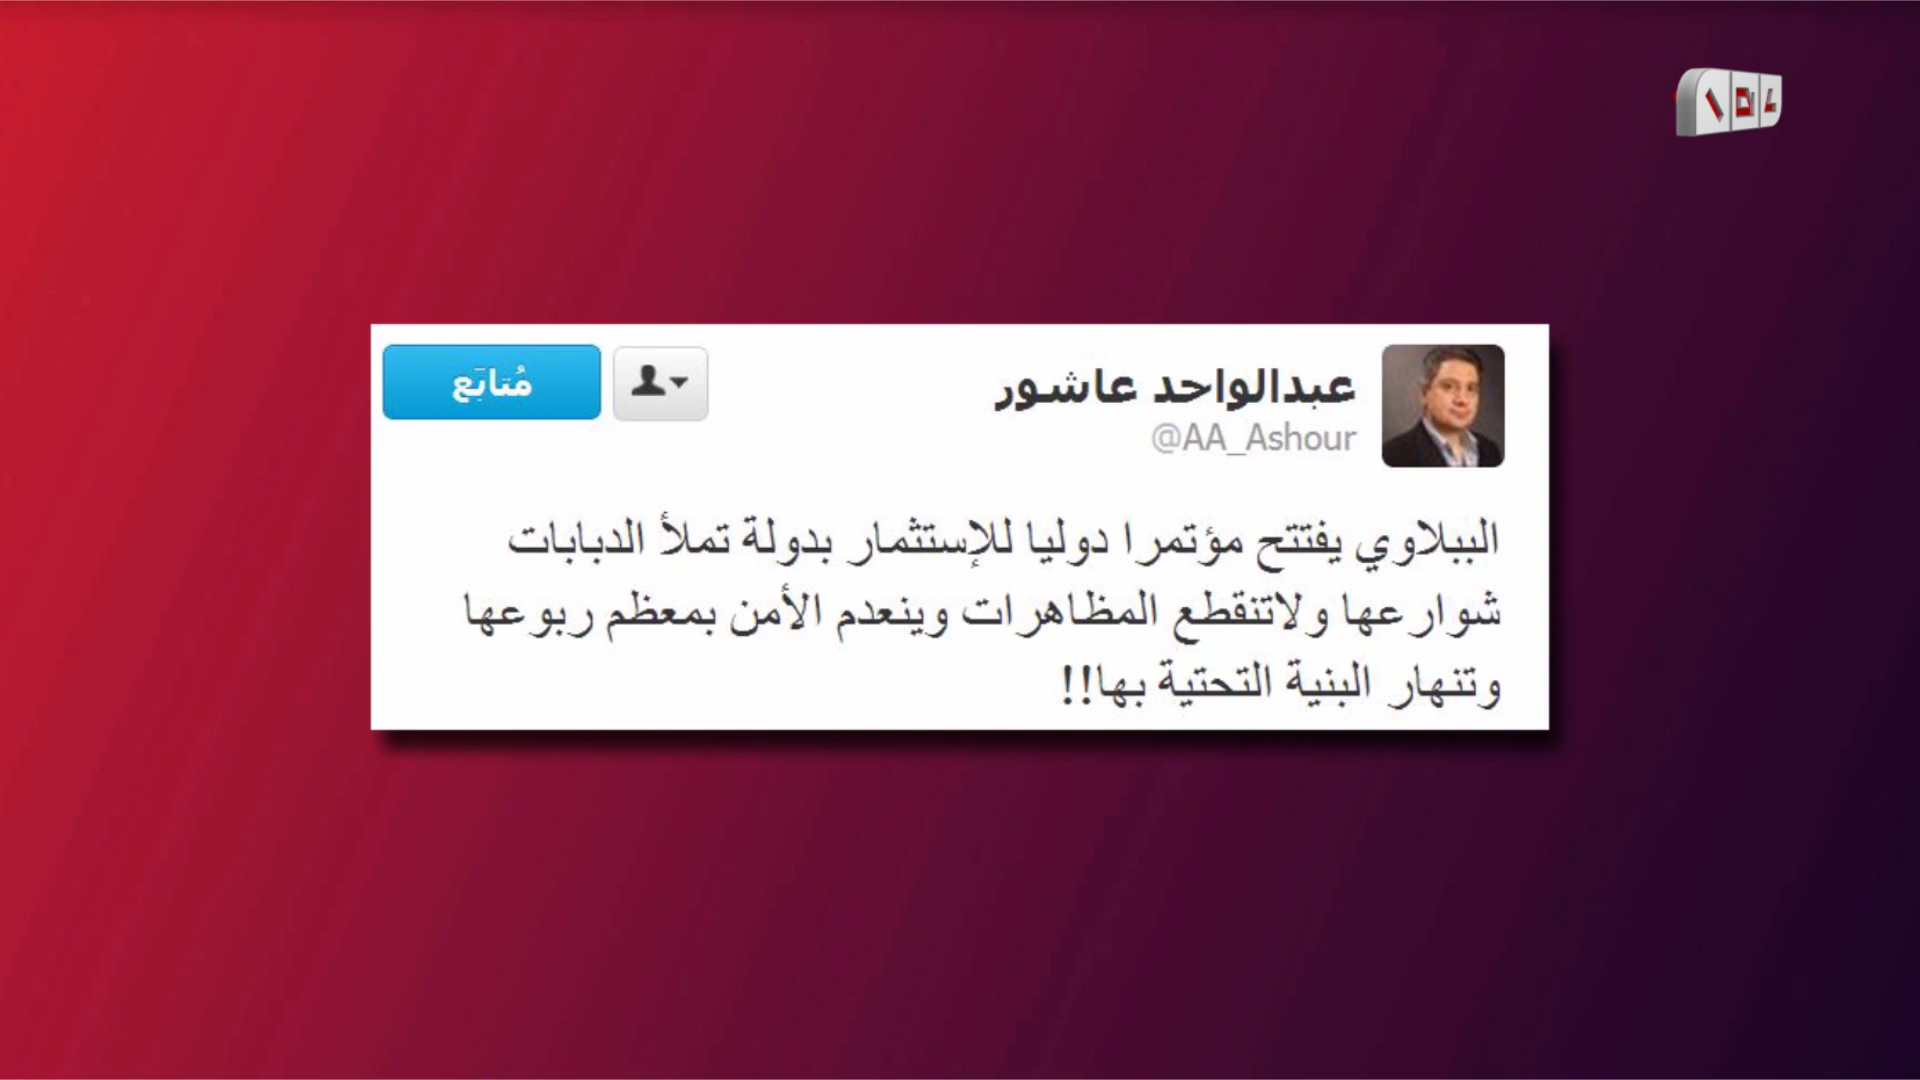 عبدالواحد عاشور
@AA_Ashour
مُتابَع
الببلاوي يفتتح مؤتمرا دوليا للإستثمار بدولة تملأ الدبابات
شوارعها ولاتنقطع المظاهرات وينعدم الأمن بمعظم ربوعها
وتنهار البنية التحتية بها!!